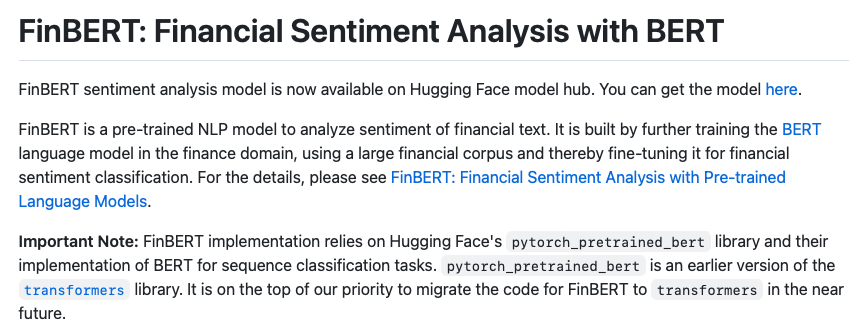 FinBERT: Financial Sentiment Analysis with BERT
FinBERT sentiment analysis model is now available on Hugging Face model hub. You can get the model here.
FinBERT is a pre-trained NLP model to analyze sentiment of financial text. It is built by further training the BERT
language model in the finance domain, using a large financial corpus and thereby fine-tuning it for financial
sentiment classification. For the details, please see FinBERT: Financial Sentiment Analysis with Pre-trained
Language Models.
Important Note: FinBERT implementation relies on Hugging Face's pytorch_pretrained_bert library and their
implementation of BERT for sequence classification tasks. pytorch_pretrained_bert is an earlier version of the
transformers library. It is on the top of our priority to migrate the code for FinBERT to transformers in the near
future.